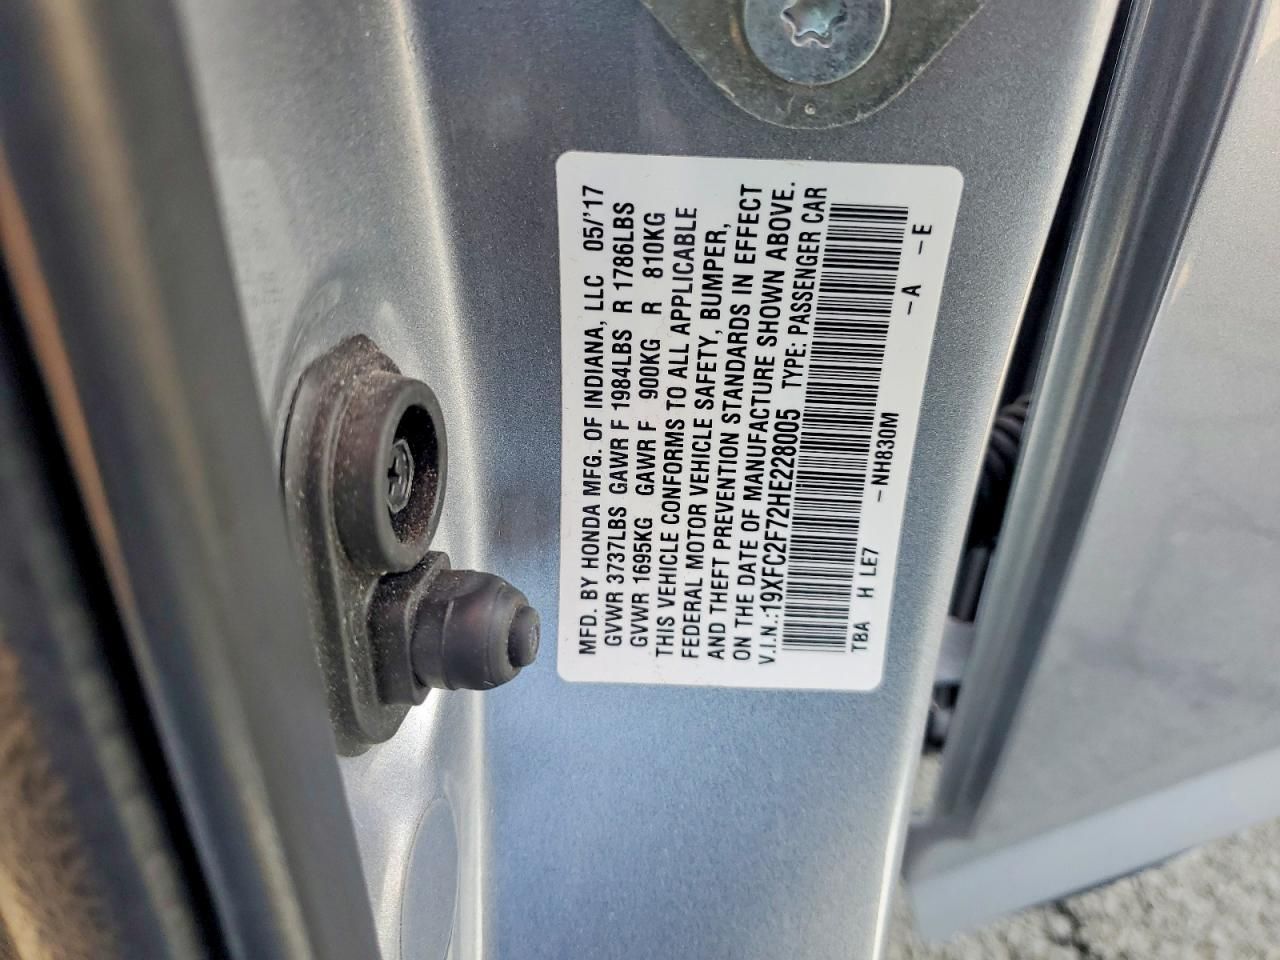 MFD. BY HONDA MFG. OF INDIANA, LLC 05/'17
GVWR 3737LBS GAWR F 1984LBS R 1786LBS
GVWR 1695KG GAWR F 900KG R 810KG
THIS VEHICLE CONFORMS TO ALL APPLICABLE
FEDERAL MOTOR VEHICLE SAFETY, BUMPER,
AND THEFT PREVENTION STANDARDS IN EFFECT
ON THE DATE OF MANUFACTURE SHOWN ABOVE.
V.I.N.:19XFC2F72HE228005 TYPE: PASSENGER CAR
TBA H LE7 -NH830M -A -E